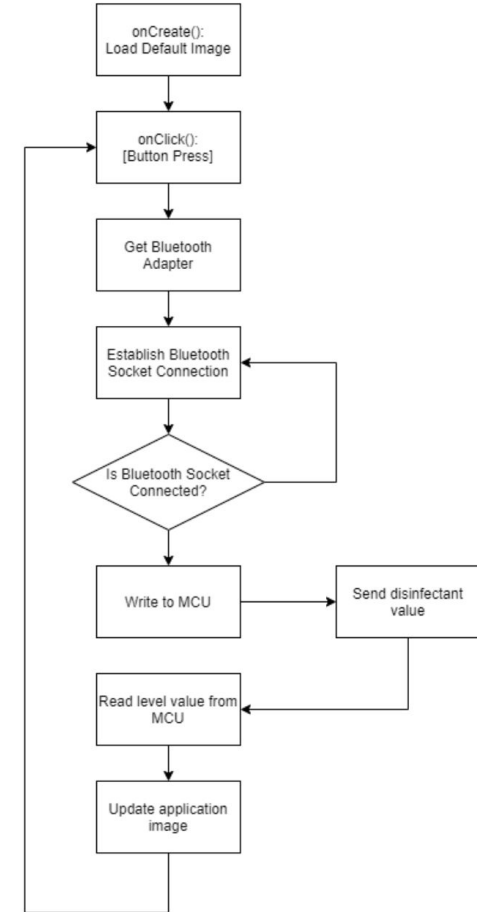 onCreate():
Load Default Image
onClick():
[Button Press]
Get Bluetooth
Adapter
Establish Bluetooth
Socket Connection
Is Bluetooth Socket
Connected?
Write to MCU
Send disinfectant
value
Read level value from
MCU
Update application
image